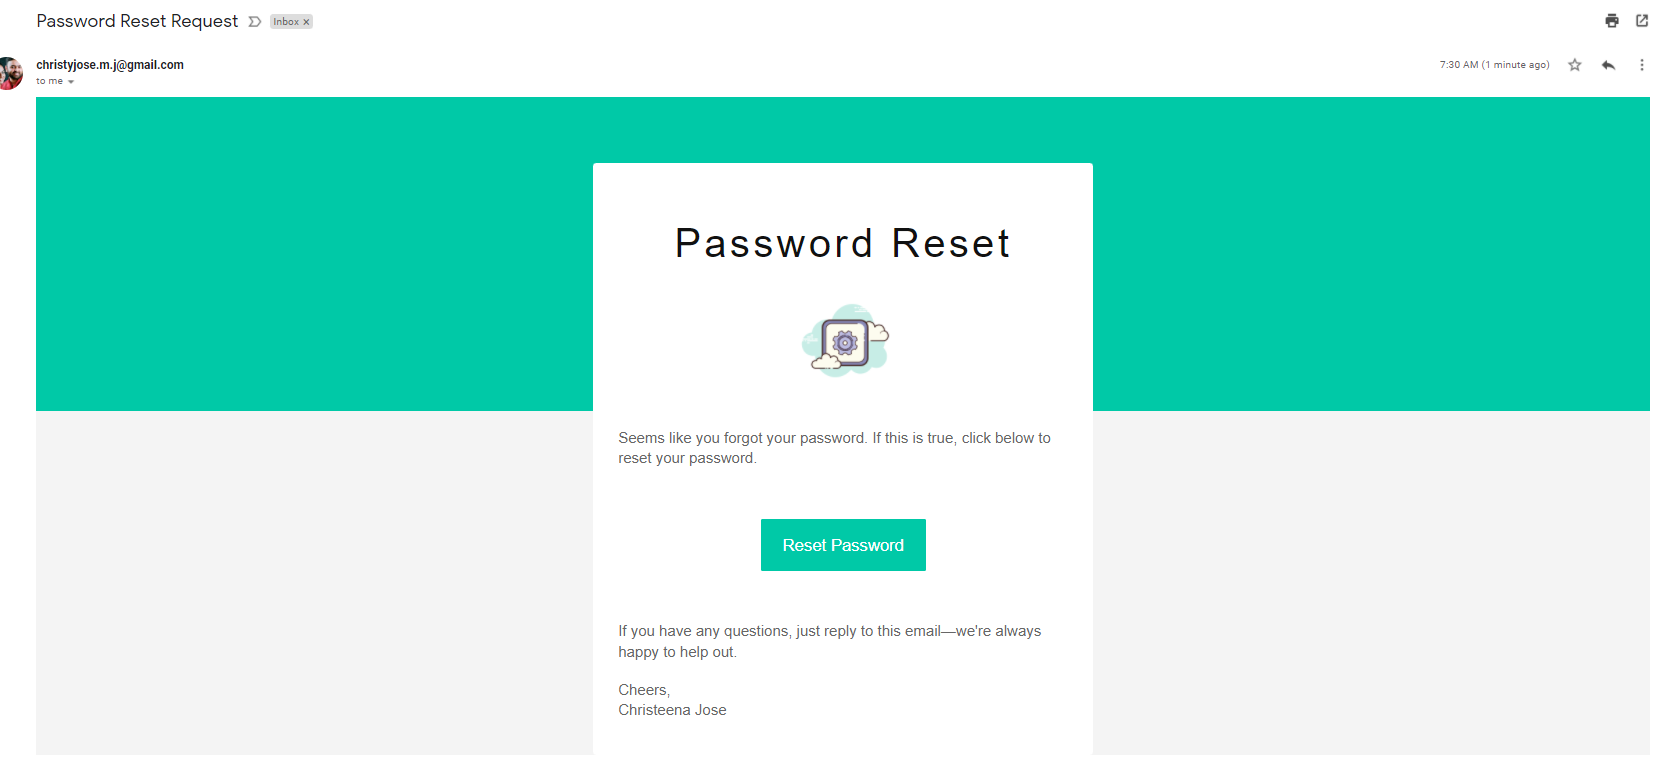 Password Reset Request Inbox x
christyjose.m.j@gmail.com
7:30 AM (1 minute ago)
to me
Password Reset
Seems like you forgot your password. If this is true, click below to
reset your password.
Reset Password
If you have any questions, just reply to this email—we're always
happy to help out.
Cheers,
Christeena Jose